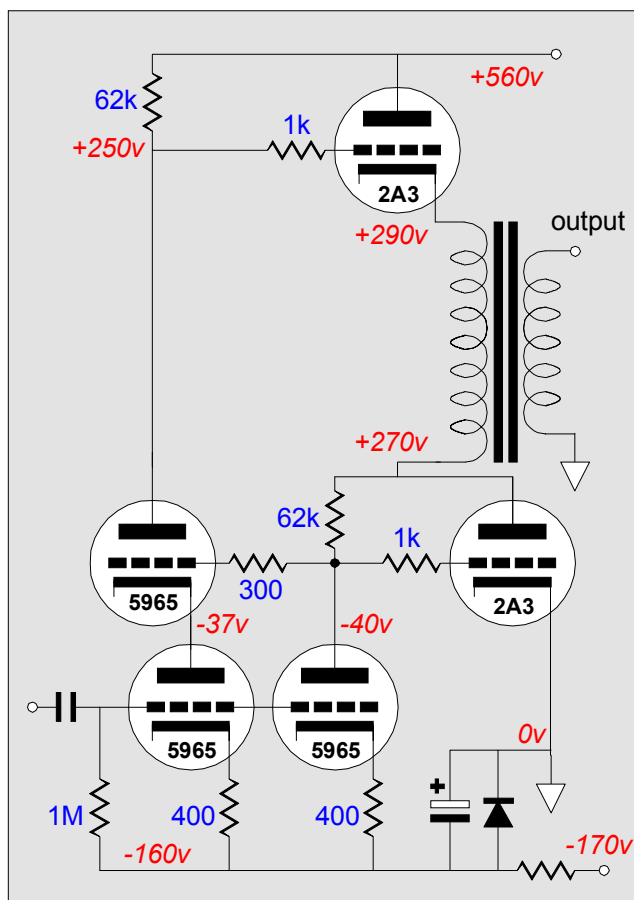 +560v
62k
+250v
1k
2A3
+290v
output
+270v
62k
1k
5965
300
2A3
-37v
-40v
5965
5965
0v
+
1M
400
400
-160v
-170v